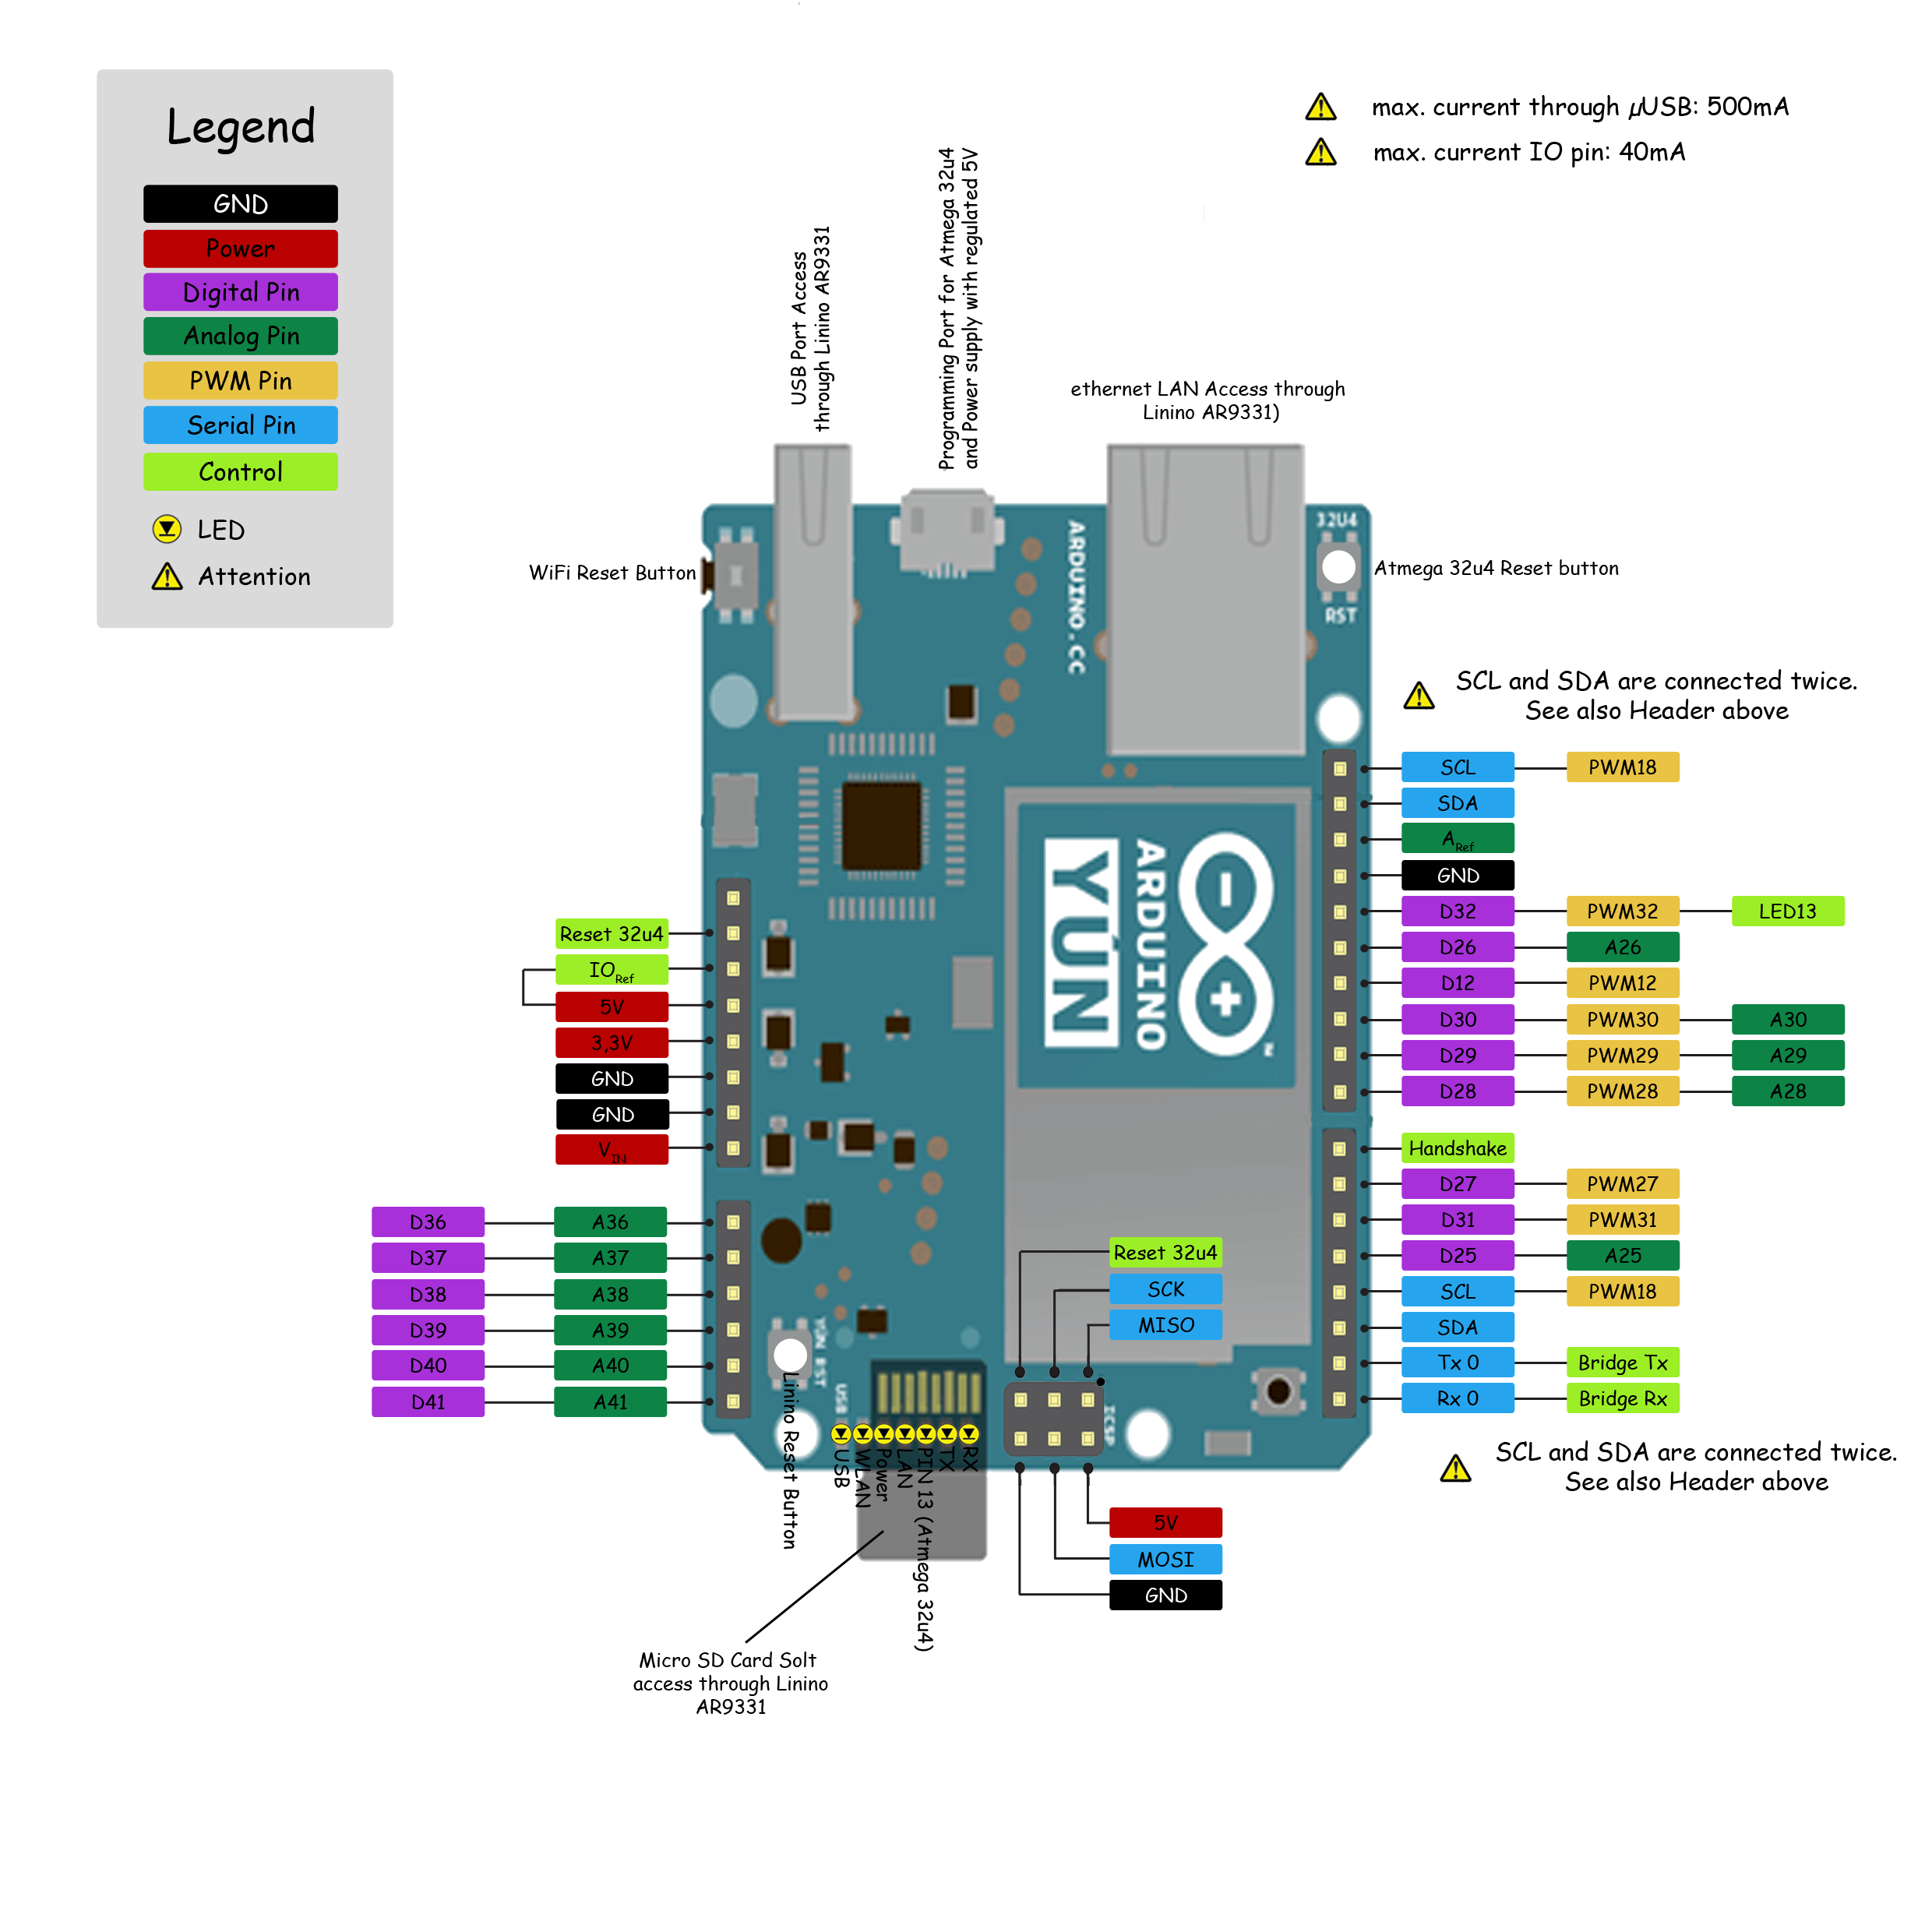 Legend
GND
Power
Digital Pin
Analog Pin
PWM Pin
Serial Pin
Control
LED
Attention
max. current through µUSB: 500mA
max. current IO pin: 40mA
USB Port Access
through Linino AR9331
Programming Port for Atmega 32u4
and Power supply with regulated 5V
ethernet LAN Access through
Linino AR9331)
WiFi Reset Button
ARDUINO.CC
32U4
RST
Atmega 32u4 Reset button
SCL and SDA are connected twice.
See also Header above
SCL PWM18
SDA
ARef
GND
D32 PWM32 LED13
D26 A26
D12 PWM12
D30 PWM30 A30
D29 PWM29 A29
D28 PWM28 A28
ARDUINO
YÚN
TM
Reset 32u4
IORef
5V
3,3V
GND
GND
VIN
D36 A36
D37 A37
D38 A38
D39 A39
D40 A40
D41 A41
Handshake
D27 PWM27
D31 PWM31
D25 A25
SCL PWM18
SDA
Tx 0 Bridge Tx
Rx 0 Bridge Rx
SCL and SDA are connected twice.
See also Header above
Reset 32u4
SCK
MISO
ICSP
5V
MOSI
GND
YÚN RST
USB
Linino Reset Button
USB
WLAN
Power
LAN
PIN 13 (Atmega 32u4)
TX
RX
Micro SD Card Solt
access through Linino
AR9331